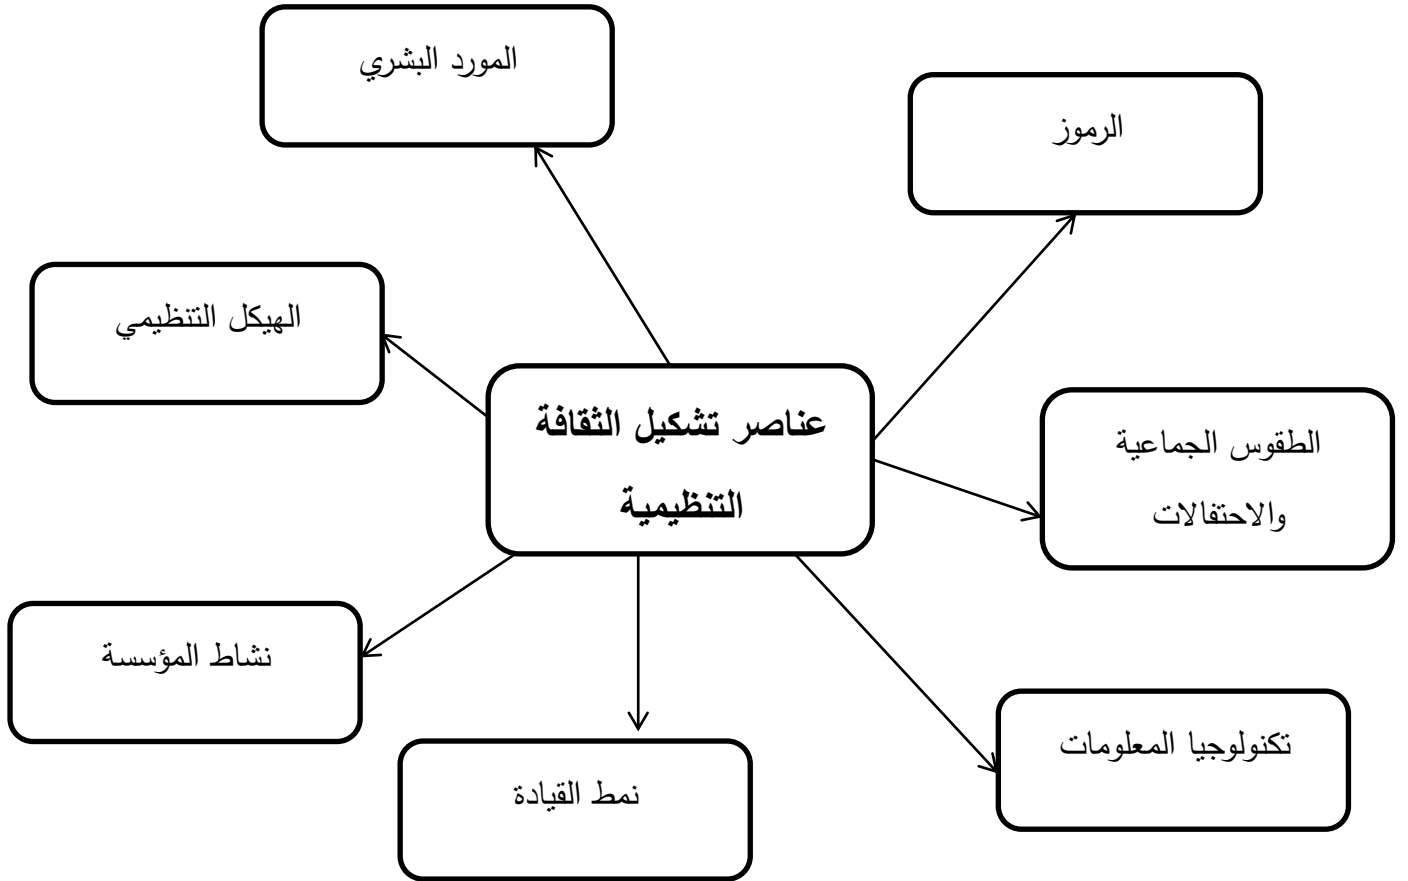 المورد البشري
الرموز
الهيكل التنظيمي
عناصر تشكيل الثقافة
التنظيمية
الطقوس الجماعية
والاحتفالات
نشاط المؤسسة
تكنولوجيا المعلومات
نمط القيادة